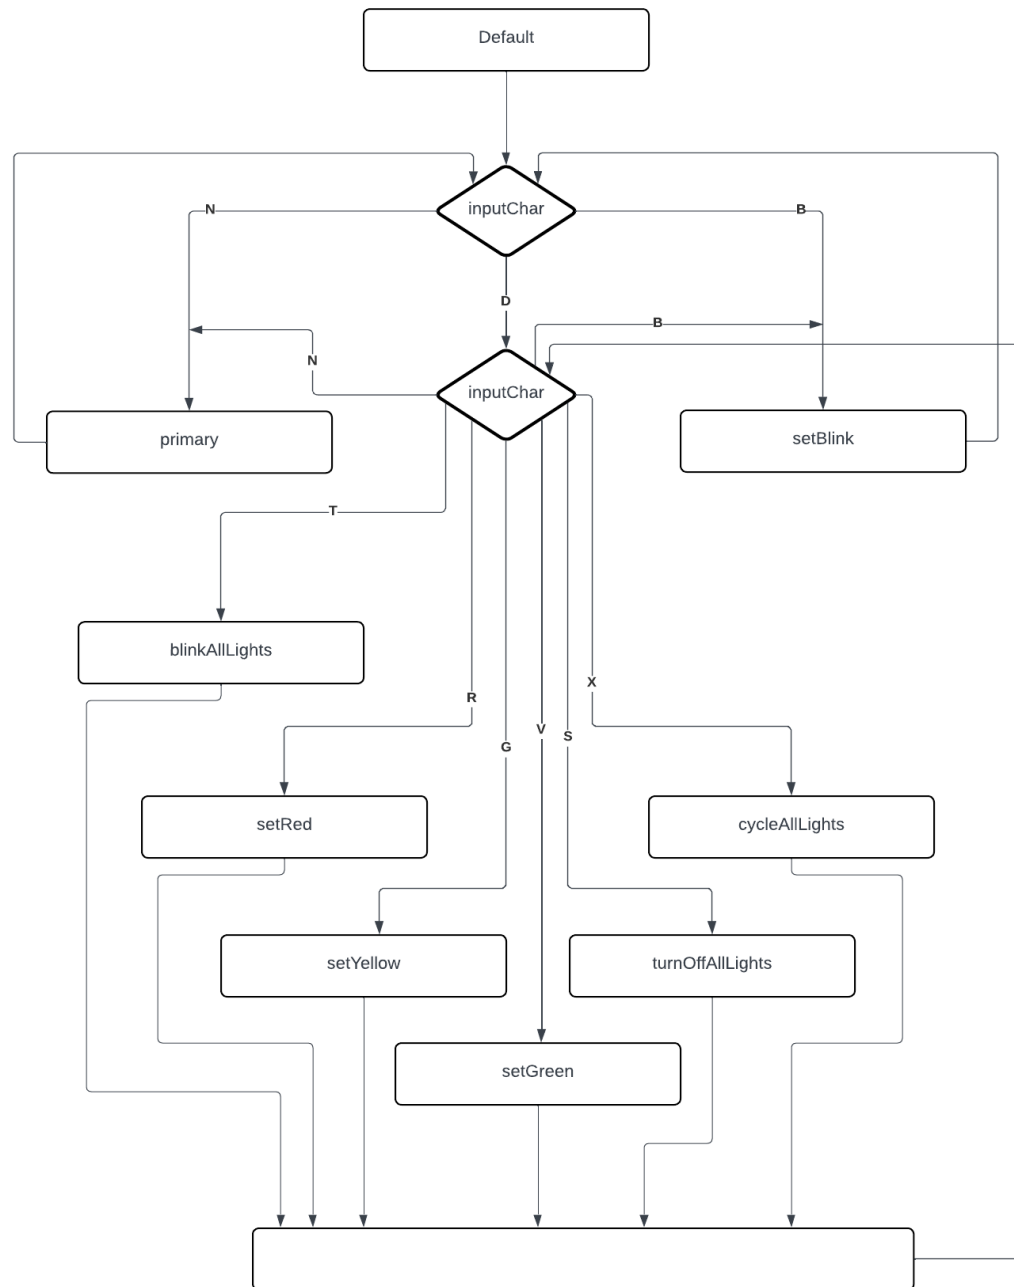 Default
inputChar
N
B
D
B
N
inputChar
primary
setBlink
T
blinkAllLights
X
R
V
S
G
setRed
cycleAllLights
setYellow
turnOffAllLights
setGreen